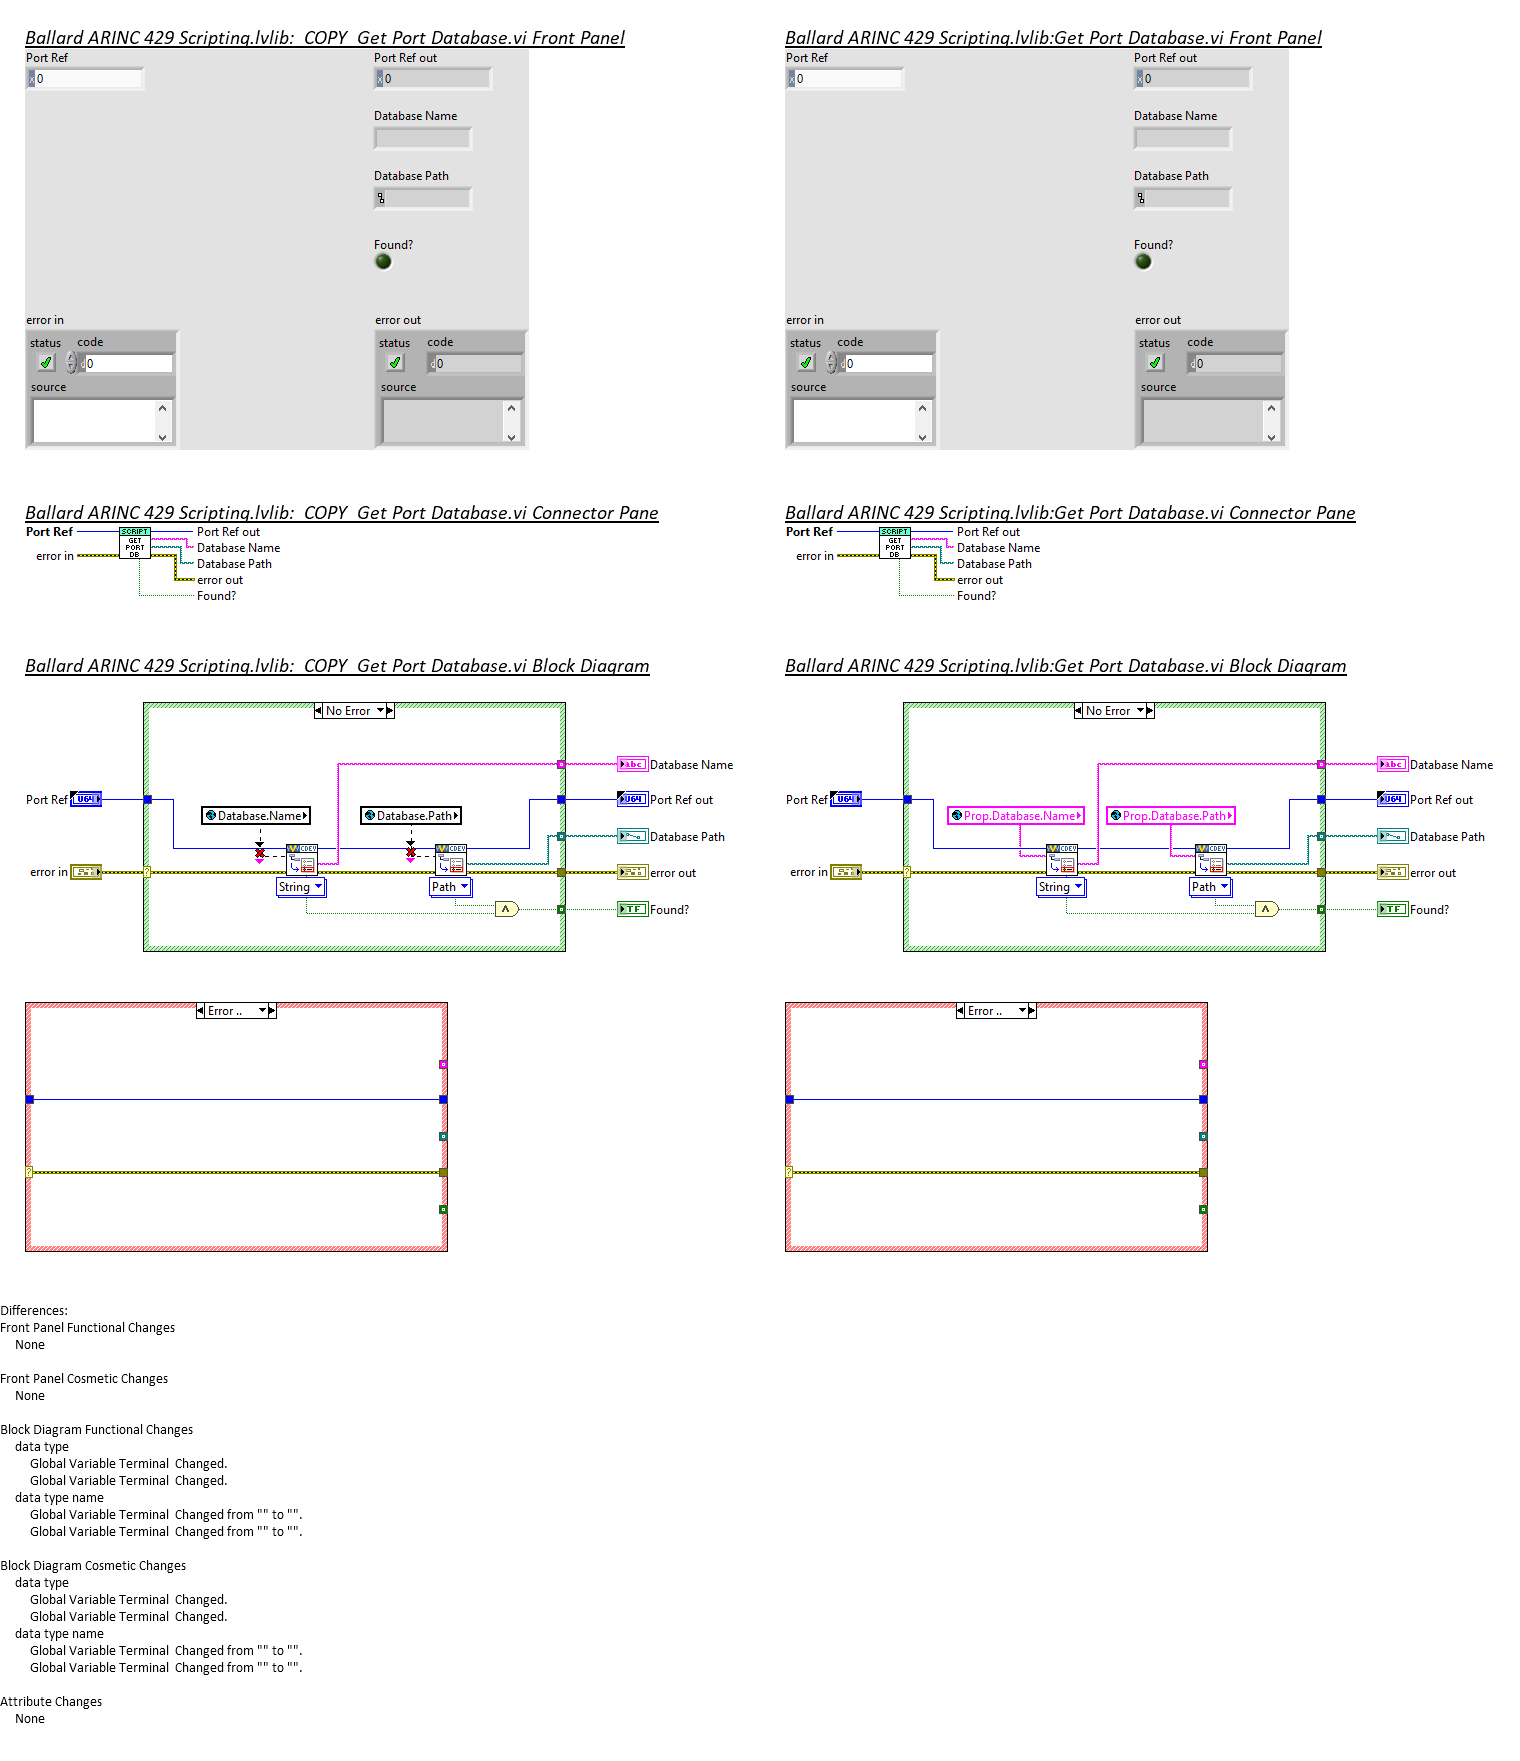 Ballard ARINC 429 Scripting.lvlib:_COPY_Get Port Database.vi Front Panel
Port Ref
x 0
Port Ref out
x 0
Database Name
Database Path
Found?
error in
status
code
d 0
source
error out
status
code
d 0
source
Ballard ARINC 429 Scripting.lvlib:Get Port Database.vi Front Panel
Port Ref
x 0
Port Ref out
x 0
Database Name
Database Path
Found?
error in
status
code
d 0
source
error out
status
code
d 0
source
Ballard ARINC 429 Scripting.lvlib:_COPY_Get Port Database.vi Connector Pane
Port Ref
error in
SCRIPT
GET
PORT
DB
Port Ref out
Database Name
Database Path
error out
Found?
Ballard ARINC 429 Scripting.lvlib:Get Port Database.vi Connector Pane
Port Ref
error in
SCRIPT
GET
PORT
DB
Port Ref out
Database Name
Database Path
error out
Found?
Ballard ARINC 429 Scripting.lvlib:_COPY_Get Port Database.vi Block Diagram
No Error
abc Database Name
Port Ref U64
U64 Port Ref out
Database.Name
Database.Path
Database Path
CDEV
CDEV
error in
?
error out
String
Path
TF Found?
Error ..
?
Ballard ARINC 429 Scripting.lvlib:Get Port Database.vi Block Diagram
No Error
abc Database Name
Port Ref U64
U64 Port Ref out
Prop.Database.Name
Prop.Database.Path
Database Path
CDEV
CDEV
error in
?
error out
String
Path
TF Found?
Error ..
?
Differences:
Front Panel Functional Changes
None
Front Panel Cosmetic Changes
None
Block Diagram Functional Changes
data type
Global Variable Terminal  Changed.
Global Variable Terminal  Changed.
data type name
Global Variable Terminal  Changed from "" to "".
Global Variable Terminal  Changed from "" to "".
Block Diagram Cosmetic Changes
data type
Global Variable Terminal  Changed.
Global Variable Terminal  Changed.
data type name
Global Variable Terminal  Changed from "" to "".
Global Variable Terminal  Changed from "" to "".
Attribute Changes
None